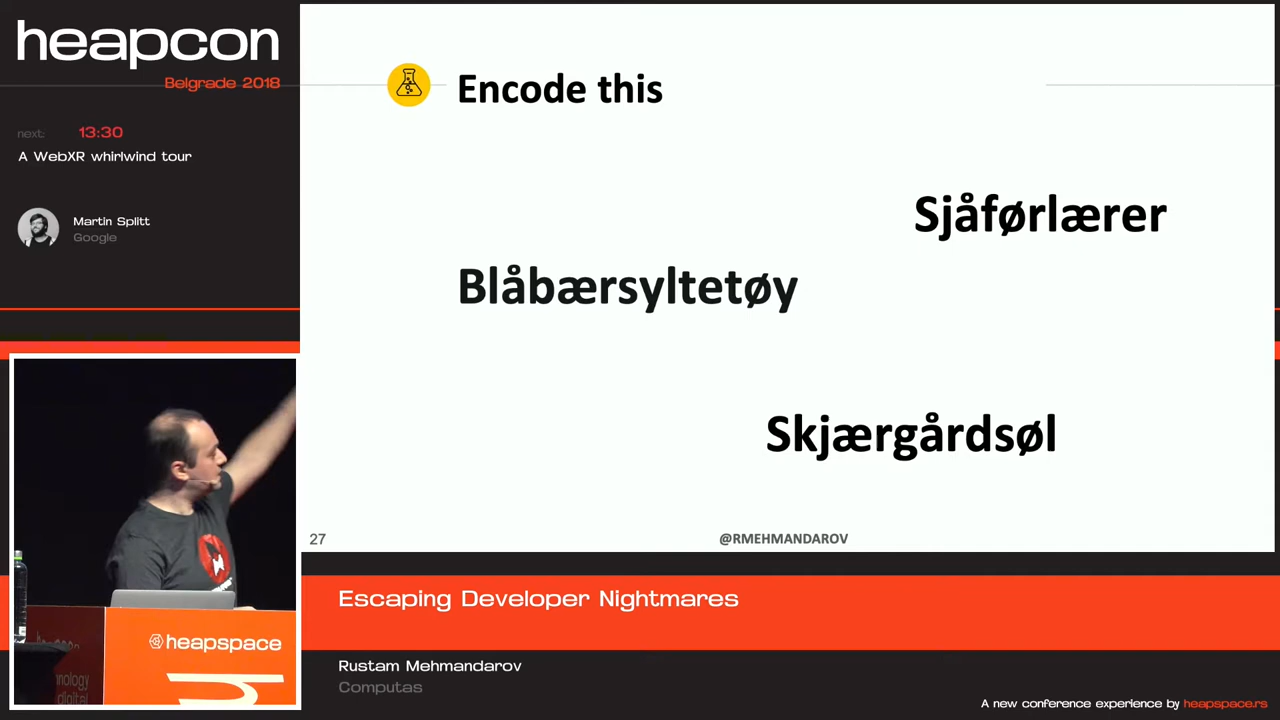 heapcon
Belgrade 2018
next: 13:30
A WebXR whirlwind tour
Martin Splitt
Google
Encode this
Sjåførlærer
Blåbærsyltetøy
Skjærgårdsøl
27
@RMEHMANDAROV
heapspace
Escaping Developer Nightmares
Rustam Mehmandarov
Computas
A new conference experience by heapspace.rs